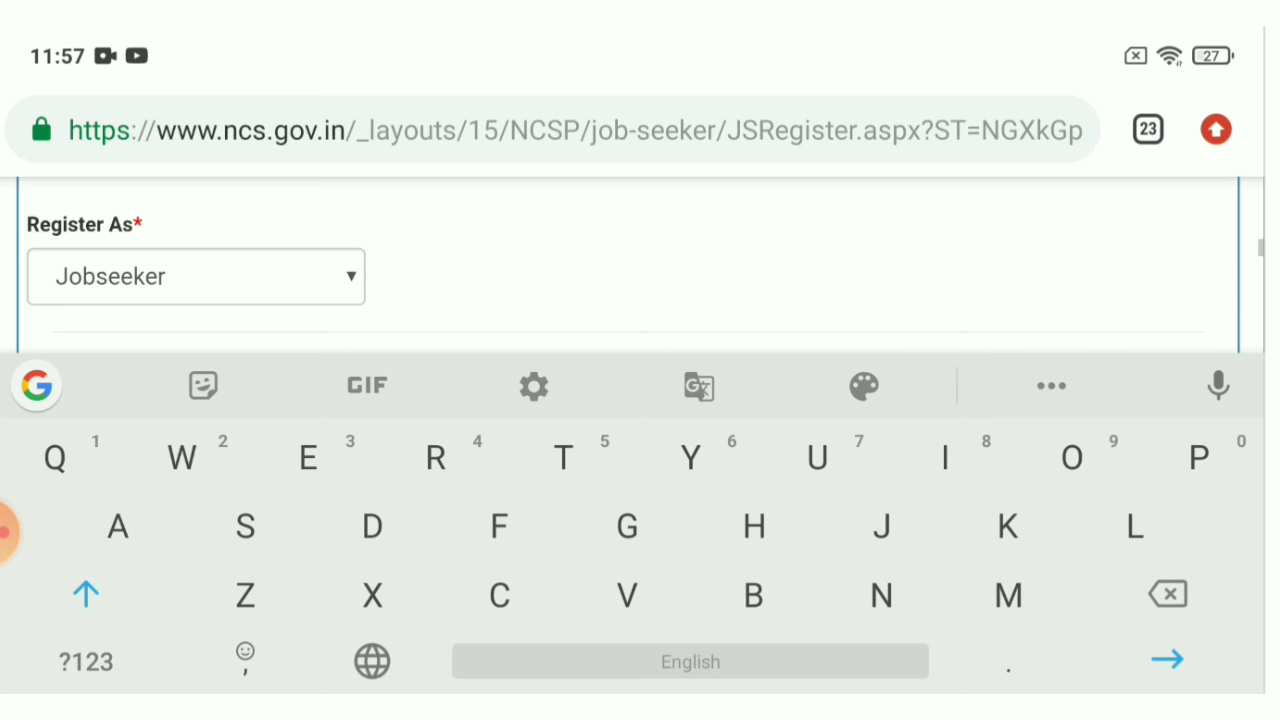 11:57
27
https://www.ncs.gov.in/_layouts/15/NCSP/job-seeker/JSRegister.aspx?ST=NGXkGp
23
Register As*
Jobseeker
G GIF G
Q 1 W 2 E 3 R 4 T 5 Y 6 U 7 I 8 O 9 P 0
A S D F G H J K L
Z X C V B N M
?123 , English .